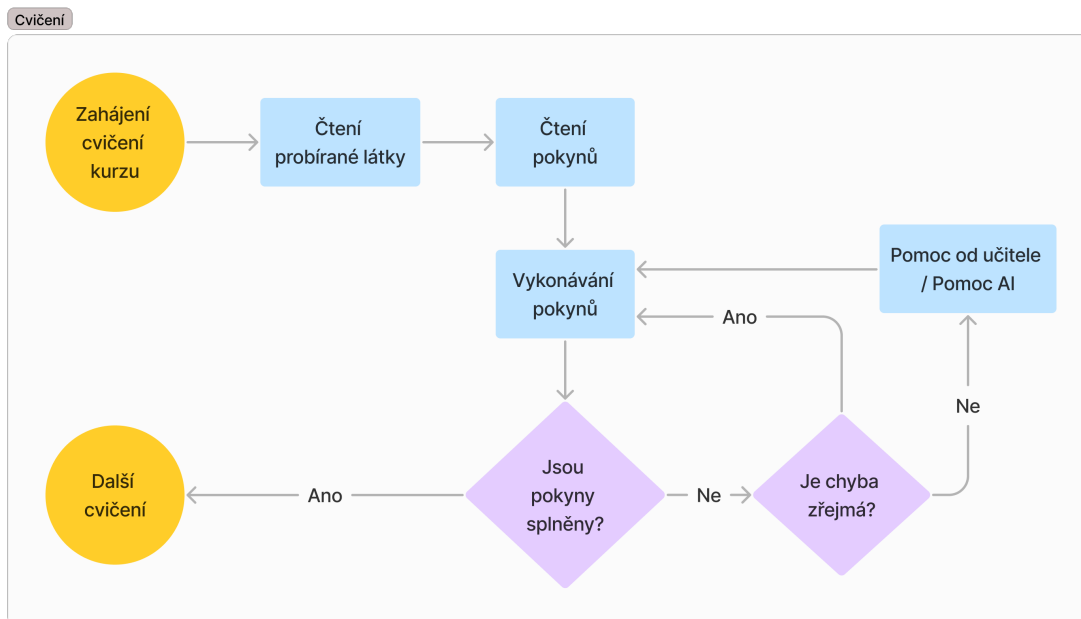 Cvičení
Zahájení
cvičení
kurzu
Čtení
probírané látky
Čtení
pokynů
Vykonávání
pokynů
Pomoc od učitele
/ Pomoc AI
Ano
Ne
Další
cvičení
Ano
Jsou
pokyny
splněny?
Ne
Je chyba
zřejmá?